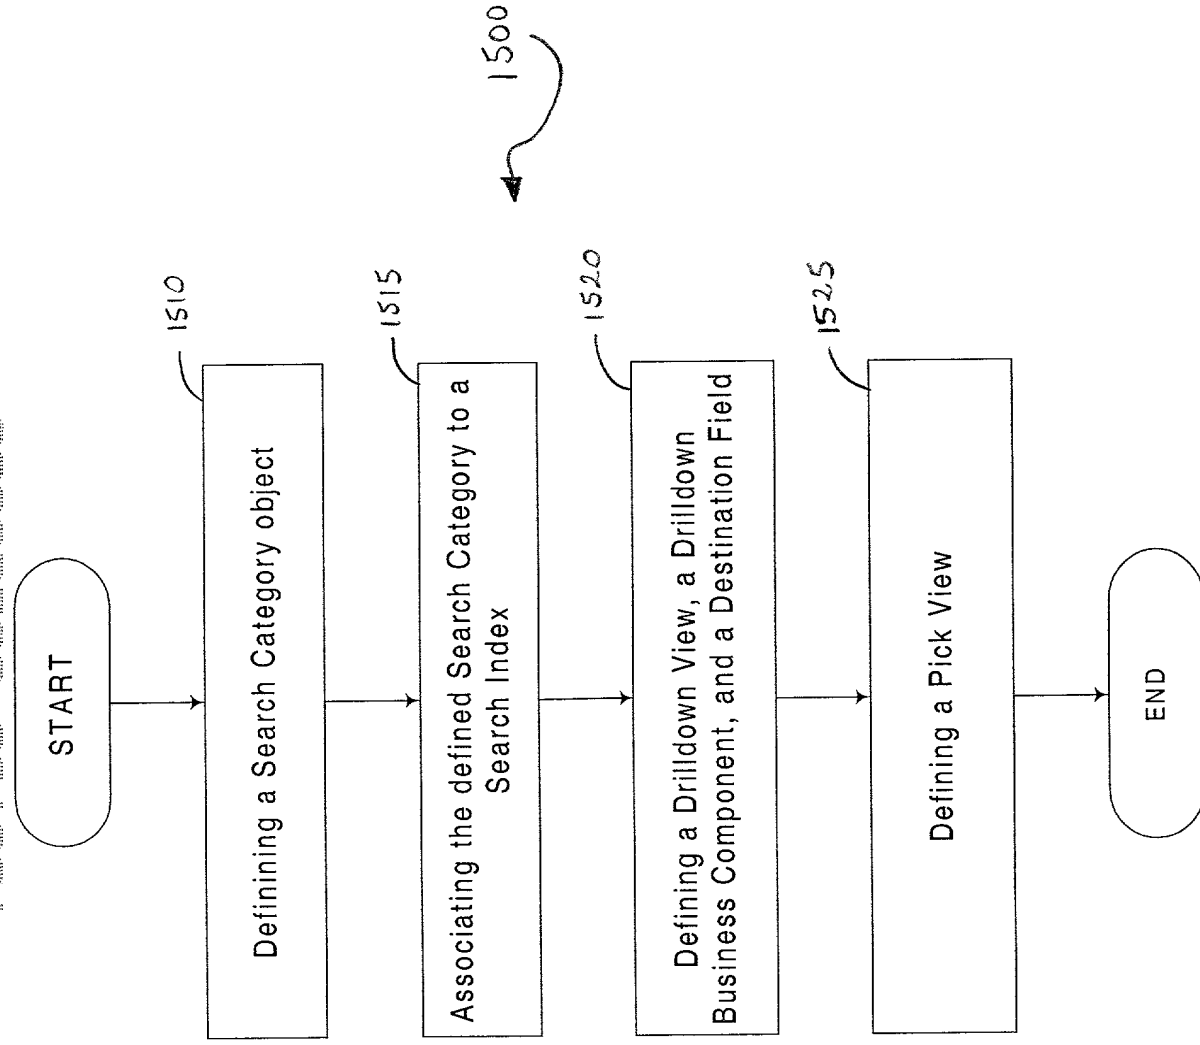 1500
START
1510
Definining a Search Category object
1515
Associating the defined Search Category to a
Search Index
1520
Defining a Drilldown View, a Drilldown
Business Component, and a Destination Field
1525
Defining a Pick View
END